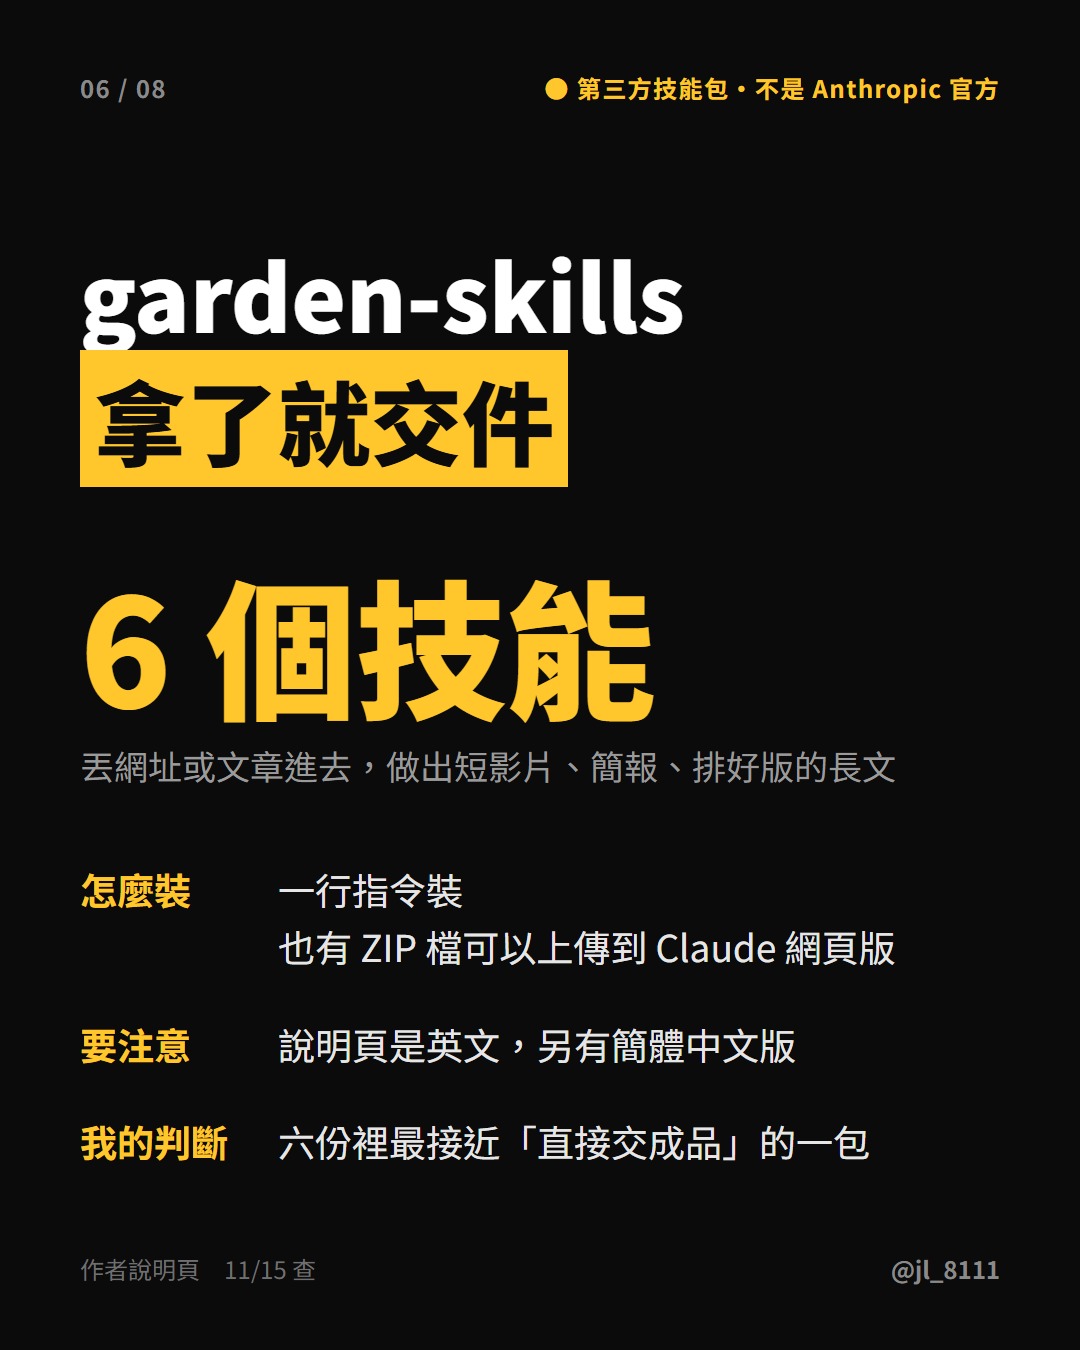 06 / 08
● 第三方技能包・不是 Anthropic 官方
garden-skills
拿了就交件
6 個技能
丟網址或文章進去，做出短影片、簡報、排好版的長文
怎麼裝 一行指令裝
也有 ZIP 檔可以上傳到 Claude 網頁版
要注意 說明頁是英文，另有簡體中文版
我的判斷 六份裡最接近「直接交成品」的一包
作者說明頁 11/15 查
@jl_8111